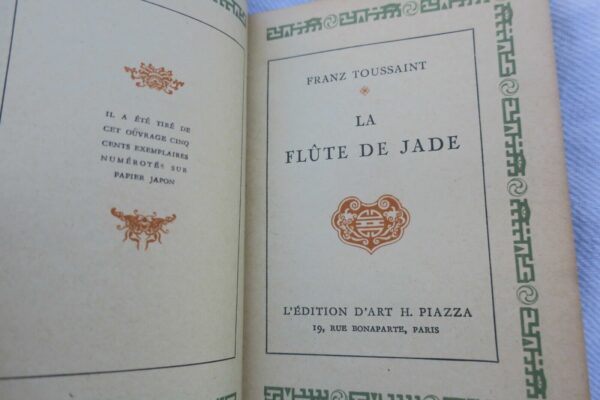 IL A ÉTÉ TIRÉ DE
CET OÛVRAGE CINQ
CENTS EXEMPLAIRES
NUMÉROTÉS SUR
PAPIER JAPON
FRANZ TOUSSAINT
LA
FLÛTE DE JADE
L'ÉDITION D'ART H. PIAZZA
19, RUE BONAPARTE, PARIS